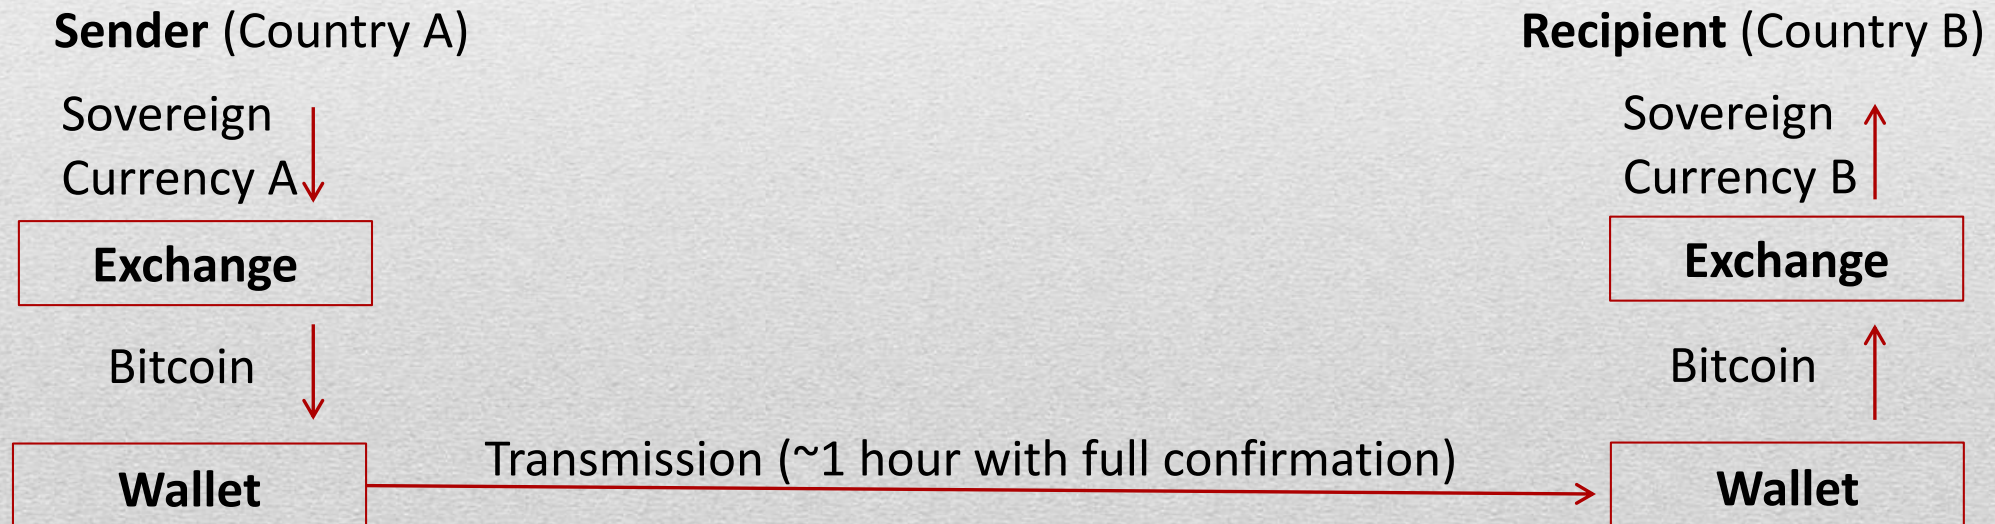 Sender (Country A)
Recipient (Country B)
Sovereign
Currency A
Sovereign
Currency B
Exchange
Exchange
Bitcoin
Bitcoin
Transmission (~1 hour with full confirmation)
Wallet
Wallet